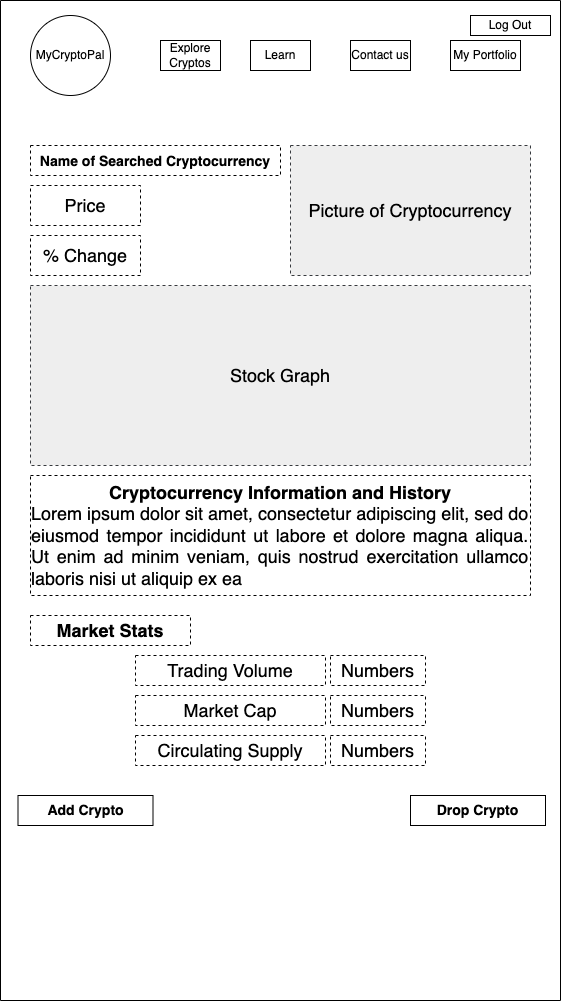 Log Out
MyCryptoPal
Explore
Cryptos
Learn
Contact us
My Portfolio
Name of Searched Cryptocurrency
Price
% Change
Picture of Cryptocurrency
Stock Graph
Cryptocurrency Information and History
Lorem ipsum dolor sit amet, consectetur adipiscing elit, sed do
eiusmod tempor incididunt ut labore et dolore magna aliqua.
Ut enim ad minim veniam, quis nostrud exercitation ullamco
laboris nisi ut aliquip ex ea
Market Stats
Trading Volume Numbers
Market Cap Numbers
Circulating Supply Numbers
Add Crypto
Drop Crypto